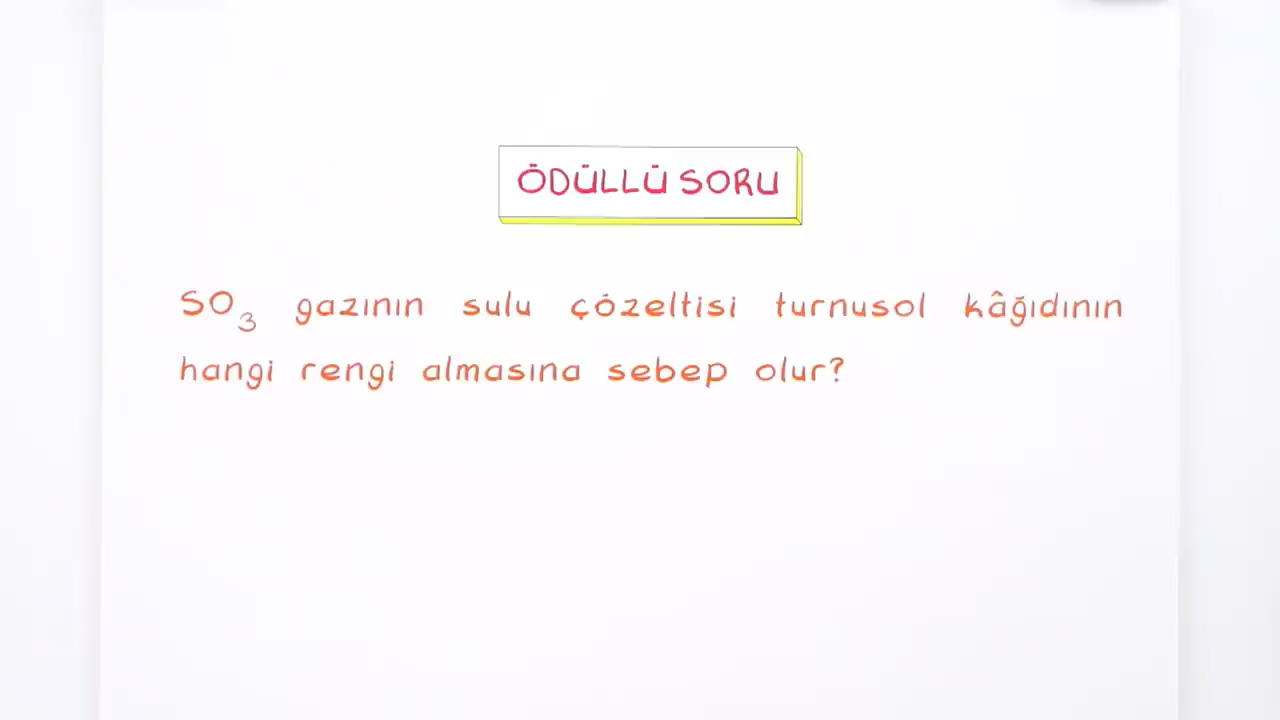 ÖDÜLLÜ SORU
SO₃ gazının sulu çözeltisi turnusol kâğıdının
hangi rengi almasına sebep olur?